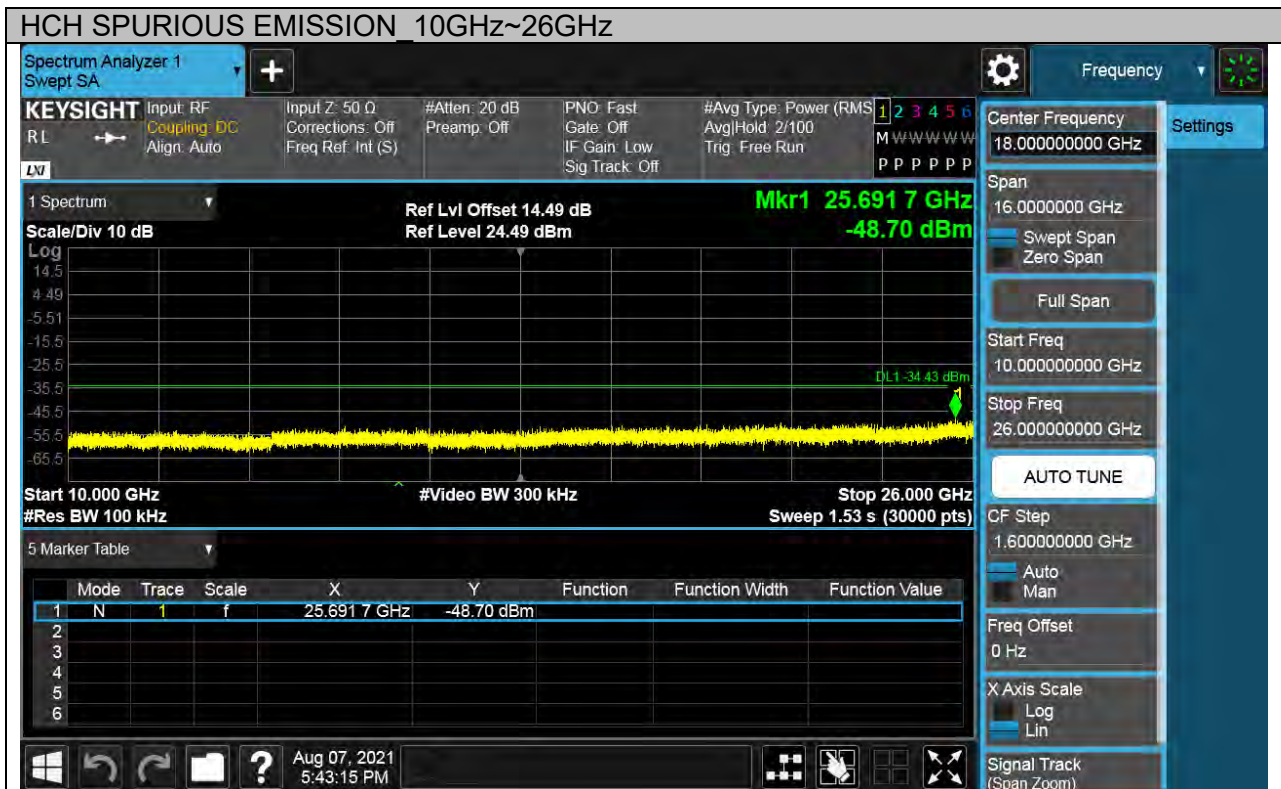 HCH SPURIOUS EMISSION_10GHz~26GHz
Spectrum Analyzer 1
Swept SA
Frequency
KEYSIGHT
RL
LXI
Input: RF
Coupling: DC
Align: Auto
Input Z: 50 Ω
Corrections: Off
Freq Ref: Int (S)
#Atten: 20 dB
Preamp: Off
PNO: Fast
Gate: Off
IF Gain: Low
Sig Track: Off
#Avg Type: Power (RMS
Avg|Hold: 2/100
Trig: Free Run
1 2 3 4 5 6
M W W W W W
P P P P P P
Center Frequency
18.000000000 GHz
Settings
Span
16.0000000 GHz
Swept Span
Zero Span
Full Span
Start Freq
10.000000000 GHz
Stop Freq
26.000000000 GHz
AUTO TUNE
CF Step
1.600000000 GHz
Auto
Man
Freq Offset
0 Hz
X Axis Scale
Log
Lin
Signal Track
(Span Zoom)
1 Spectrum
Scale/Div 10 dB
Ref Lvl Offset 14.49 dB
Ref Level 24.49 dBm
Mkr1 25.691 7 GHz
-48.70 dBm
Log
14.5
4.49
-5.51
-15.5
-25.5
-35.5
-45.5
-55.5
-65.5
DL1 -34.43 dBm
1
Start 10.000 GHz
#Res BW 100 kHz
#Video BW 300 kHz
Stop 26.000 GHz
Sweep 1.53 s (30000 pts)
5 Marker Table
Mode Trace Scale X Y Function Function Width Function Value
1 N 1 f 25.691 7 GHz -48.70 dBm
2
3
4
5
6
?
Aug 07, 2021
5:43:15 PM